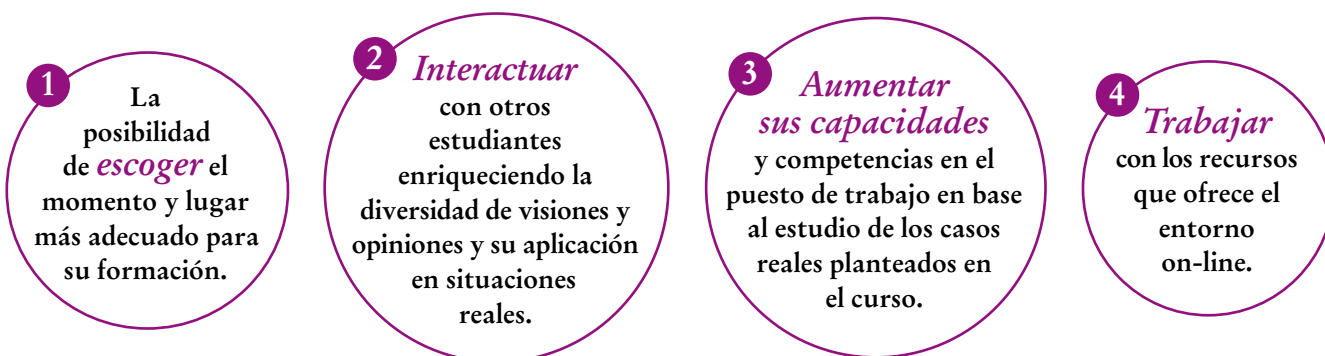 1
La
posibilidad
de escoger el
momento y lugar
más adecuado para
su formación.
2
Interactuar
con otros
estudiantes
enriqueciendo la
diversidad de visiones y
opiniones y su aplicación
en situaciones
reales.
3
Aumentar
sus capacidades
y competencias en el
puesto de trabajo en base
al estudio de los casos
reales planteados en
el curso.
4
Trabajar
con los recursos
que ofrece el
entorno
on-line.